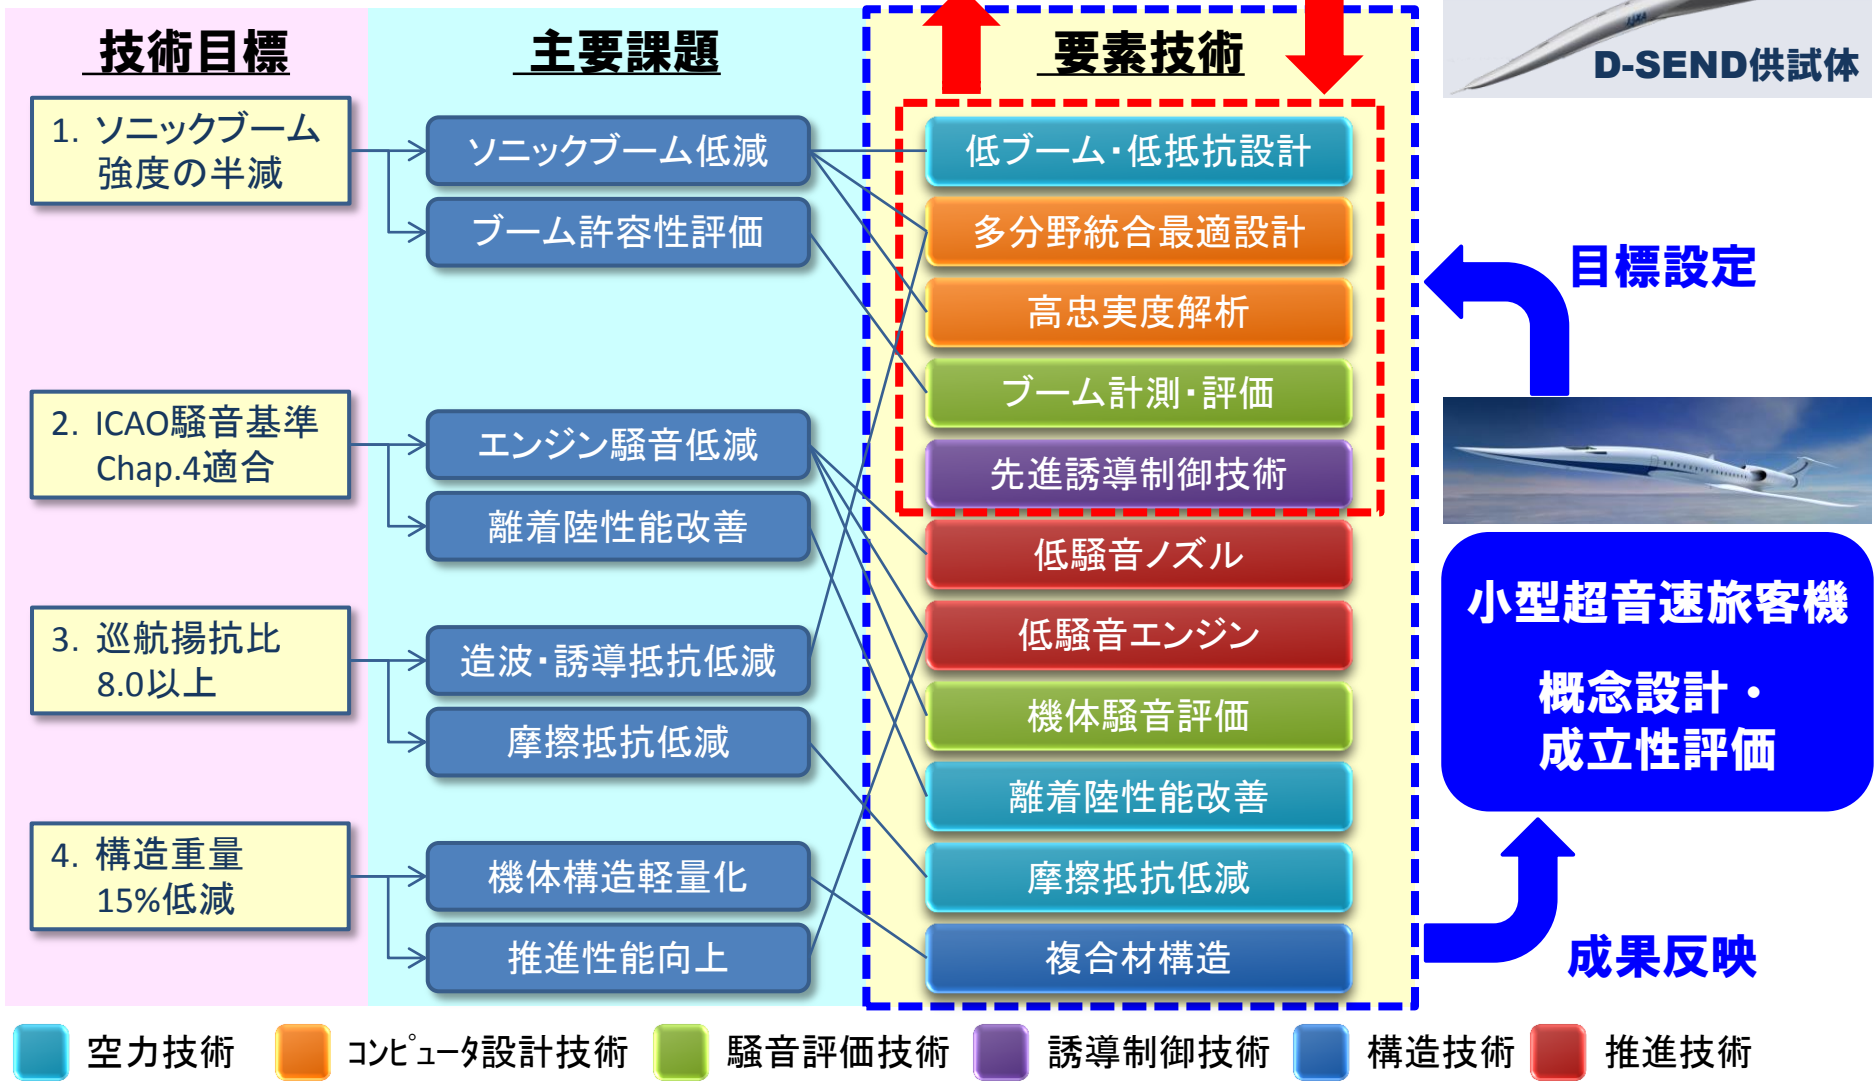 技術目標
主要課題
要素技術
JAXA
D-SEND供試体
1. ソニックブーム
強度の半減
2. ICAO騒音基準
Chap.4適合
3. 巡航揚抗比
8.0以上
4. 構造重量
15%低減
ソニックブーム低減
ブーム許容性評価
エンジン騒音低減
離着陸性能改善
造波・誘導抵抗低減
摩擦抵抗低減
機体構造軽量化
推進性能向上
低ブーム・低抵抗設計
多分野統合最適設計
高忠実度解析
ブーム計測・評価
先進誘導制御技術
低騒音ノズル
低騒音エンジン
機体騒音評価
離着陸性能改善
摩擦抵抗低減
複合材構造
目標設定
小型超音速旅客機
概念設計・
成立性評価
成果反映
空力技術
コンピュータ設計技術
騒音評価技術
誘導制御技術
構造技術
推進技術